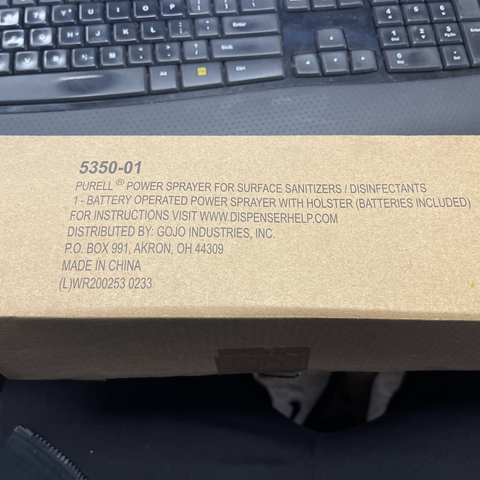 5350-01
PURELL® POWER SPRAYER FOR SURFACE SANITIZERS / DISINFECTANTS
1 - BATTERY OPERATED POWER SPRAYER WITH HOLSTER (BATTERIES INCLUDED)
FOR INSTRUCTIONS VISIT WWW.DISPENSERHELP.COM
DISTRIBUTED BY: GOJO INDUSTRIES, INC.
P.O. BOX 991, AKRON, OH 44309
MADE IN CHINA
(L)WR200253 0233